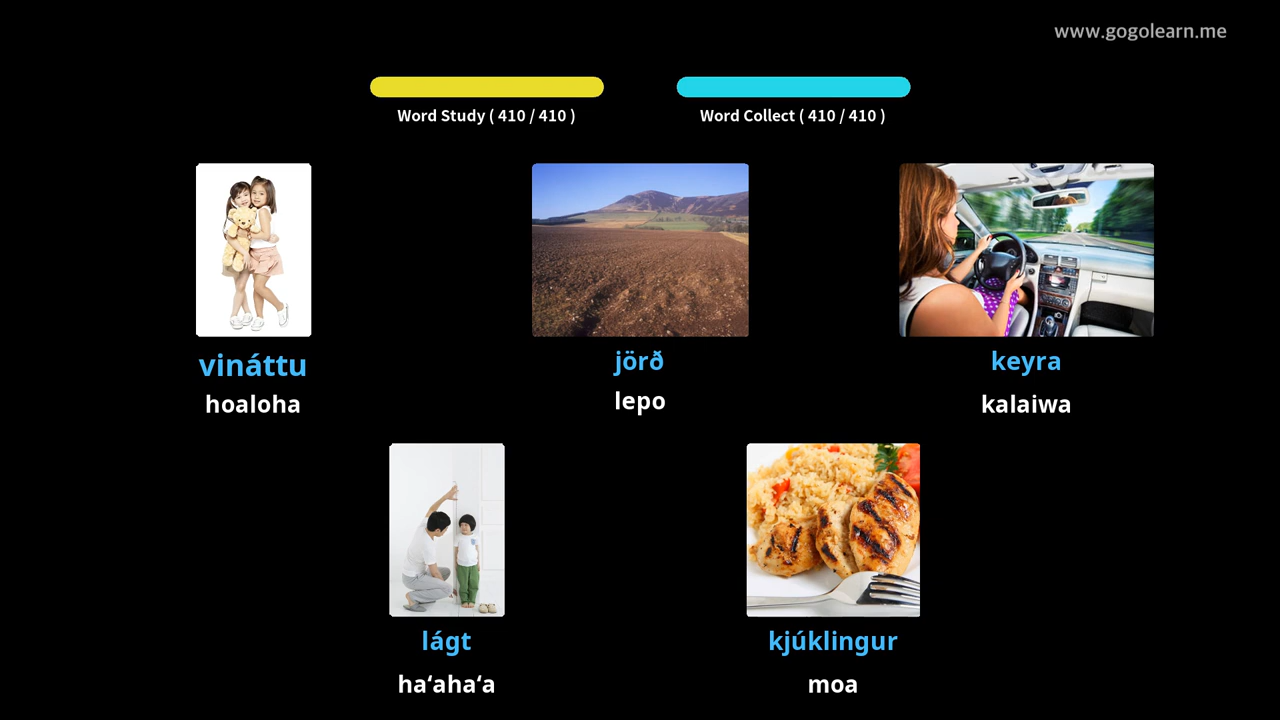 www.gogolearn.me
Word Study ( 410 / 410 )
Word Collect ( 410 / 410 )
vináttu
hoaloha
jörð
lepo
keyra
kalaiwa
lágt
haʻahaʻa
kjúklingur
moa